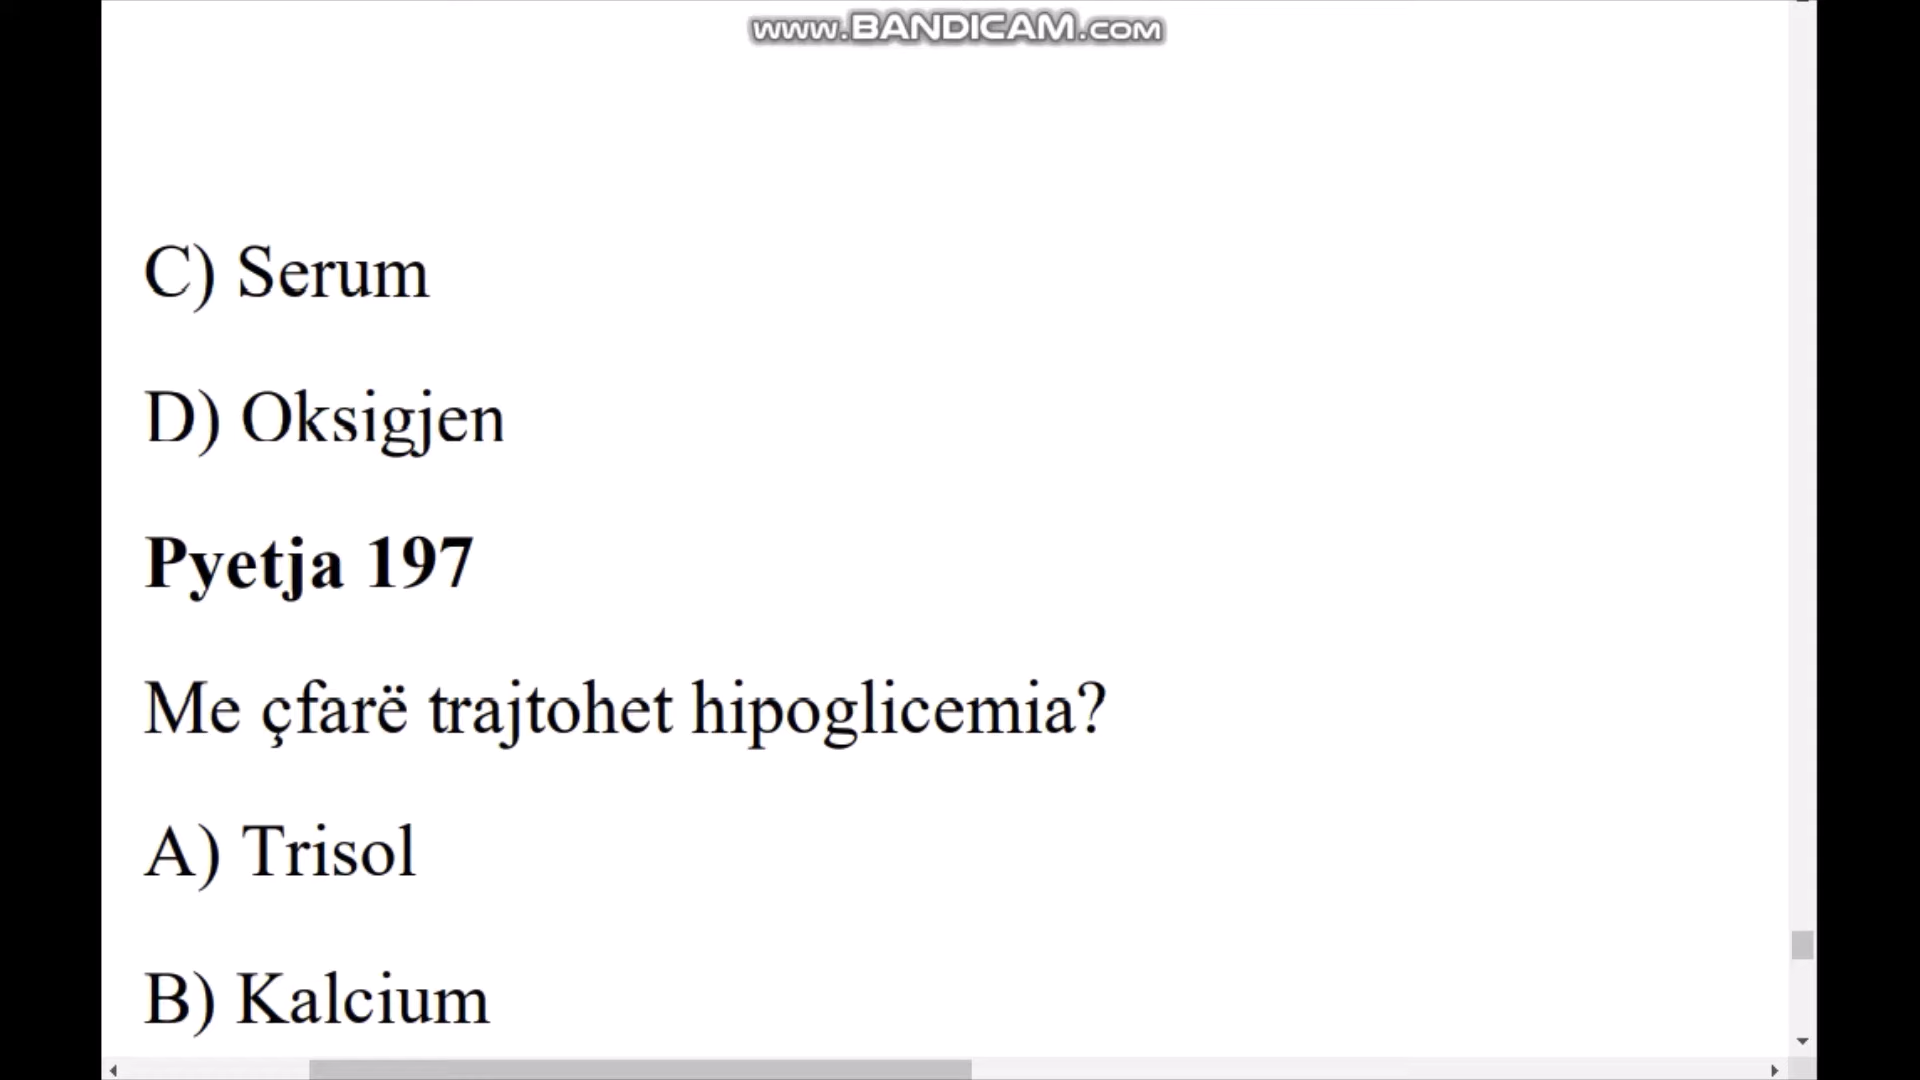 www.BANDICAM.com
C) Serum
D) Oksigjen
Pyetja 197
Me çfarë trajtohet hipoglicemia?
A) Trisol
B) Kalcium